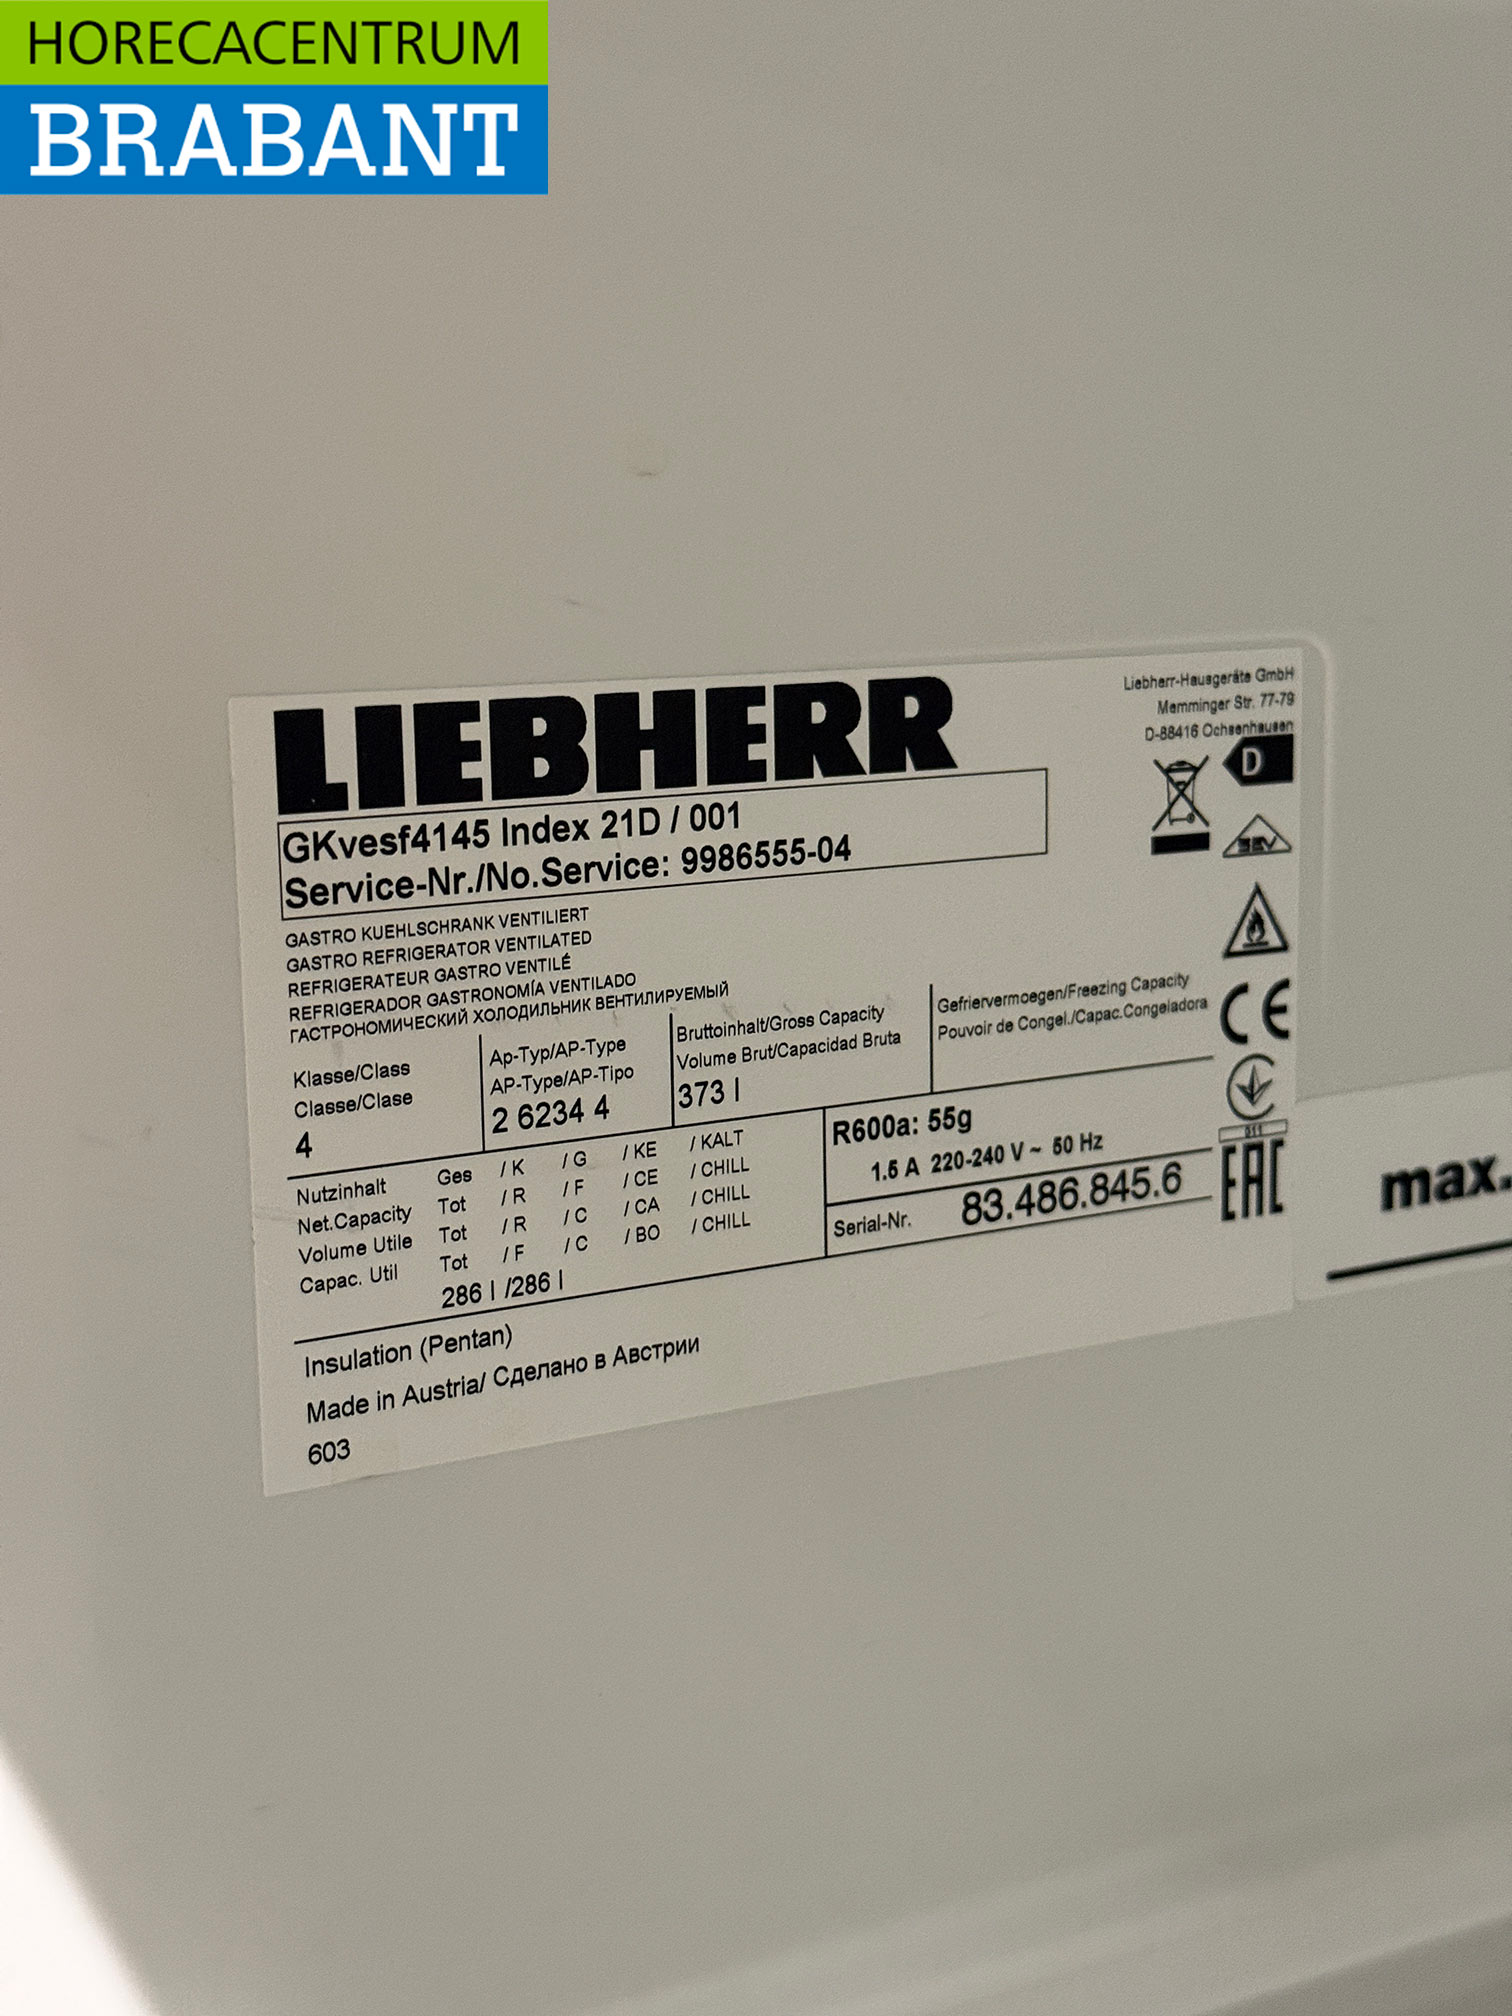 HORECACENTRUM
BRABANT
LIEBHERR
Liebherr-Hausgeräte GmbH
Memminger Str. 77-79
D-88416 Ochsenhausen
D
GKvesf4145 Index 21D / 001
Service-Nr./No.Service: 9986555-04
GASTRO KUEHLSCHRANK VENTILIERT
GASTRO REFRIGERATOR VENTILATED
REFRIGERATEUR GASTRO VENTILÉ
REFRIGERADOR GASTRONOMÍA VENTILADO
ГАСТРОНОМИЧЕСКИЙ ХОЛОДИЛЬНИК ВЕНТИЛИРУЕМЫЙ
Klasse/Class
Classe/Clase
4
Ap-Typ/AP-Type
AP-Type/AP-Tipo
2 6234 4
Bruttoinhalt/Gross Capacity
Volume Brut/Capacidad Bruta
373 l
Gefriervermoegen/Freezing Capacity
Pouvoir de Congel./Capac.Congeladora
CE
011
EAC
Nutzinhalt Ges / K / G / KE / KALT
Net.Capacity Tot / R / F / CE / CHILL
Volume Utile Tot / R / C / CA / CHILL
Capac. Util Tot / F / C / BO / CHILL
286 l /286 l
R600a: 55g
1.5 A 220-240 V ~ 50 Hz
Serial-Nr. 83.486.845.6
Insulation (Pentan)
Made in Austria/ Сделано в Австрии
603
max.